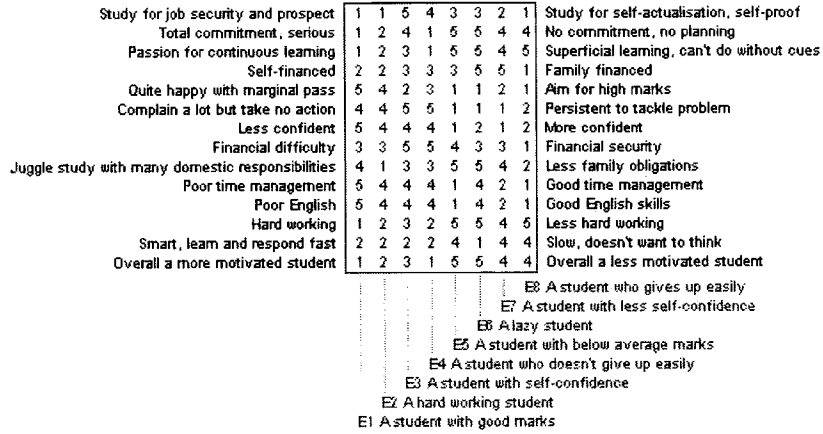 Study for job security and prospect 1 1 5 4 3 3 2 1 Study for self-actualisation, self-proof
Total commitment, serious 1 2 4 1 5 5 4 4 No commitment, no planning
Passion for continuous learning 1 2 3 1 5 5 4 5 Superficial learning, can't do without cues
Self-financed 2 2 3 3 3 5 5 1 Family financed
Quite happy with marginal pass 5 4 2 3 1 1 2 1 Aim for high marks
Complain a lot but take no action 4 4 5 5 1 1 1 2 Persistent to tackle problem
Less confident 5 4 4 4 1 2 1 2 More confident
Financial difficulty 3 3 5 5 4 3 3 1 Financial security
Juggle study with many domestic responsibilities 4 1 3 3 5 5 4 2 Less family obligations
Poor time management 5 4 4 4 1 4 2 1 Good time management
Poor English 5 4 4 4 1 4 2 1 Good English skills
Hard working 1 2 3 2 5 5 4 5 Less hard working
Smart, learn and respond fast 2 2 2 2 4 1 4 4 Slow, doesn't want to think
Overall a more motivated student 1 2 3 1 5 5 4 4 Overall a less motivated student
E8 A student who gives up easily
E7 A student with less self-confidence
E6 A lazy student
E5 A student with below average marks
E4 A student who doesn't give up easily
E3 A student with self-confidence
E2 A hard working student
E1 A student with good marks